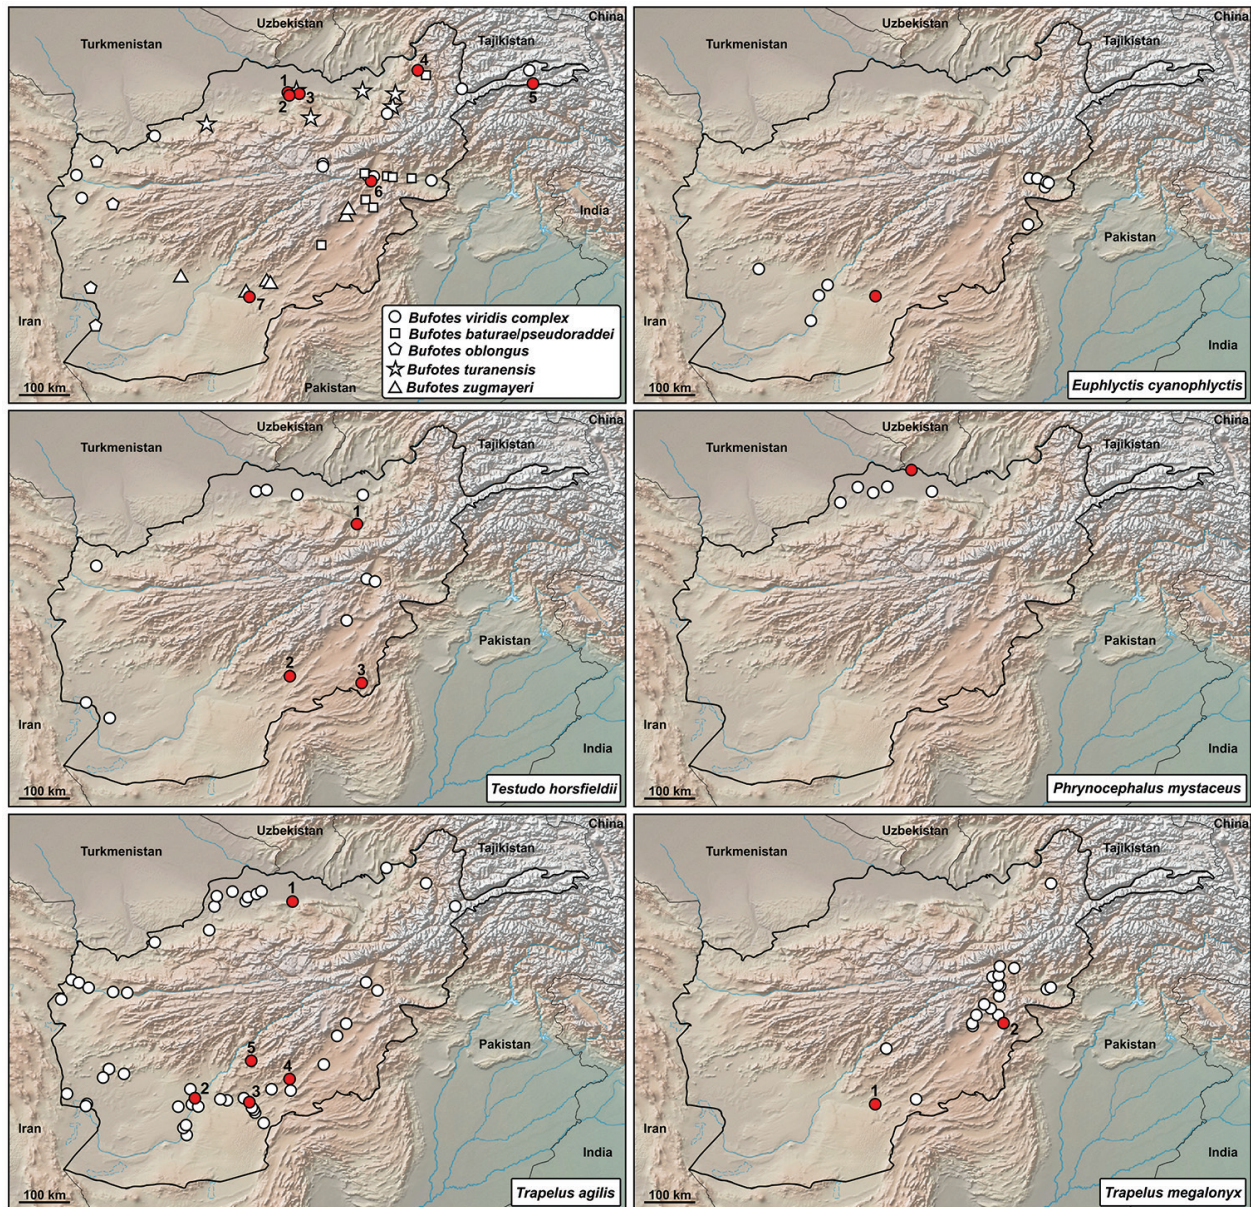 Uzbekistan
China
Turkmenistan
Tajikistan
4
1
3
2
5
6
India
7
Iran
Bufotes viridis complex
Bufotes baturae/pseudoraddei
Bufotes oblongus
Bufotes turanensis
Bufotes zugmayeri
100 km
Pakistan
Uzbekistan
China
Turkmenistan
Tajikistan
Pakistan
Iran
India
100 km
Euphlyctis cyanophlyctis
Uzbekistan
China
Turkmenistan
Tajikistan
1
Pakistan
2
3
Iran
India
100 km
Testudo horsfieldii
Uzbekistan
China
Turkmenistan
Tajikistan
Pakistan
Iran
India
100 km
Phrynocephalus mystaceus
Uzbekistan
China
Turkmenistan
Tajikistan
1
Pakistan
5
4
2
3
Iran
India
100 km
Trapelus agilis
Uzbekistan
China
Turkmenistan
Tajikistan
2
Pakistan
1
Iran
India
100 km
Trapelus megalonyx